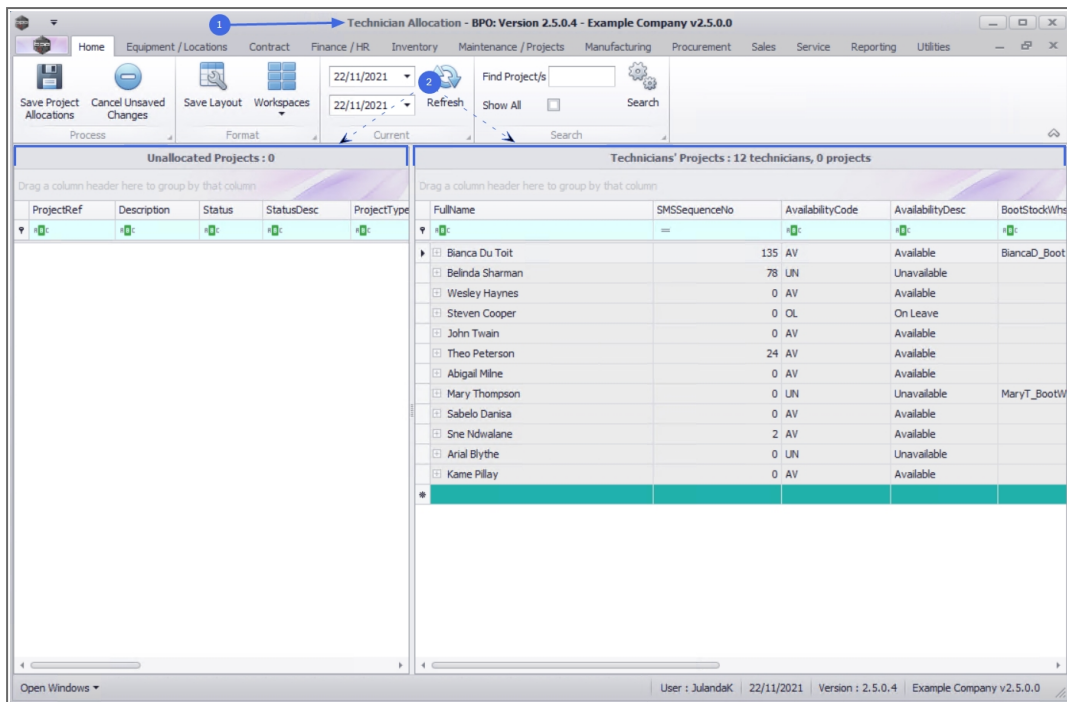 1
Technician Allocation - BPO: Version 2.5.0.4 - Example Company v2.5.0.0
Home Equipment / Locations Contract Finance / HR Inventory Maintenance / Projects Manufacturing Procurement Sales Service Reporting Utilities
22/11/2021 2 Find Project/s
Save Project Allocations Cancel Unsaved Changes Save Layout Workspaces 22/11/2021 Refresh Show All Search
Process Format Current Search
Unallocated Projects : 0 Technicians' Projects : 12 technicians, 0 projects
Drag a column header here to group by that column Drag a column header here to group by that column
ProjectRef Description Status StatusDesc ProjectType FullName SMSSequenceNo AvailabilityCode AvailabilityDesc BootStockWhs
Bianca Du Toit 135 AV Available BiancaD_Boot
Belinda Sharman 78 UN Unavailable
Wesley Haynes 0 AV Available
Steven Cooper 0 OL On Leave
John Twain 0 AV Available
Theo Peterson 24 AV Available
Abigail Milne 0 AV Available
Mary Thompson 0 UN Unavailable MaryT_BootW
Sabelo Danisa 0 AV Available
Sne Ndwalane 2 AV Available
Arial Blythe 0 UN Unavailable
Kame Pillay 0 AV Available
Open Windows User : JulandaK 22/11/2021 Version : 2.5.0.4 Example Company v2.5.0.0